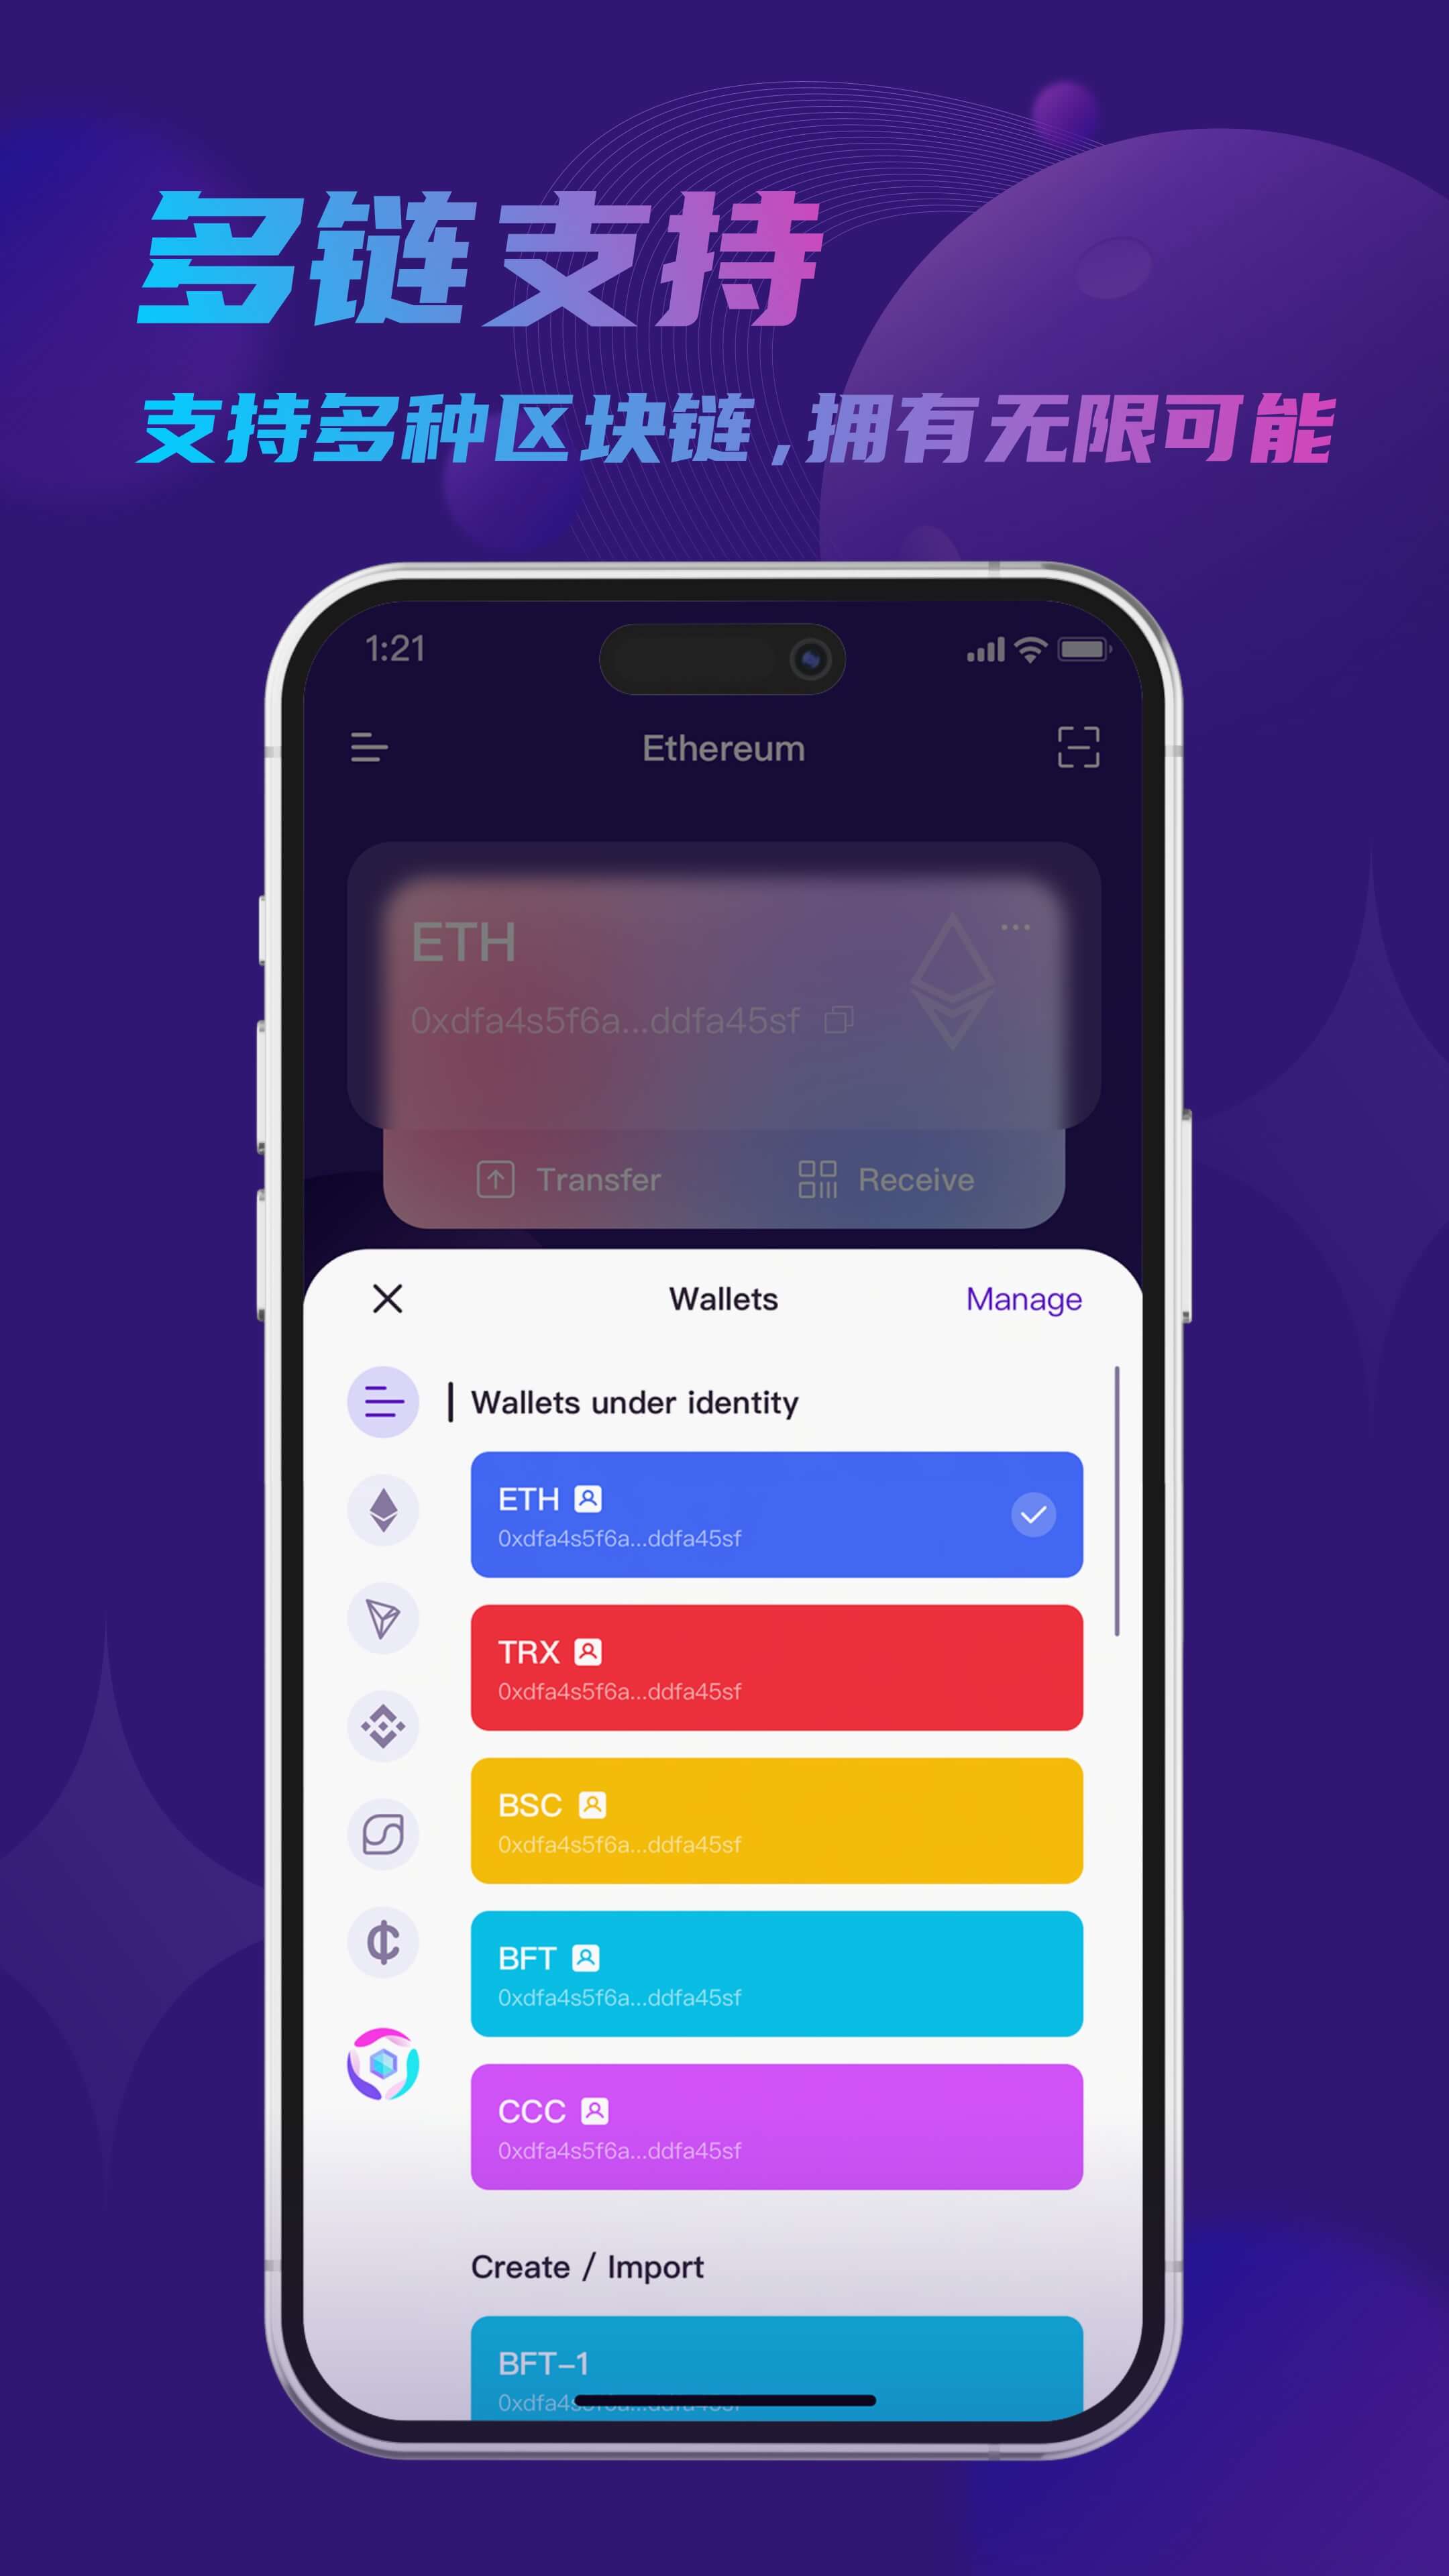 多链支持
支持多种区块链,拥有无限可能
1:21
Ethereum
ETH
0xdfa4s5f6a...ddfa45sf
Transfer
Receive
Wallets
Manage
Wallets under identity
ETH
0xdfa4s5f6a...ddfa45sf
TRX
0xdfa4s5f6a...ddfa45sf
BSC
0xdfa4s5f6a...ddfa45sf
BFT
0xdfa4s5f6a...ddfa45sf
CCC
0xdfa4s5f6a...ddfa45sf
Create / Import
BFT-1